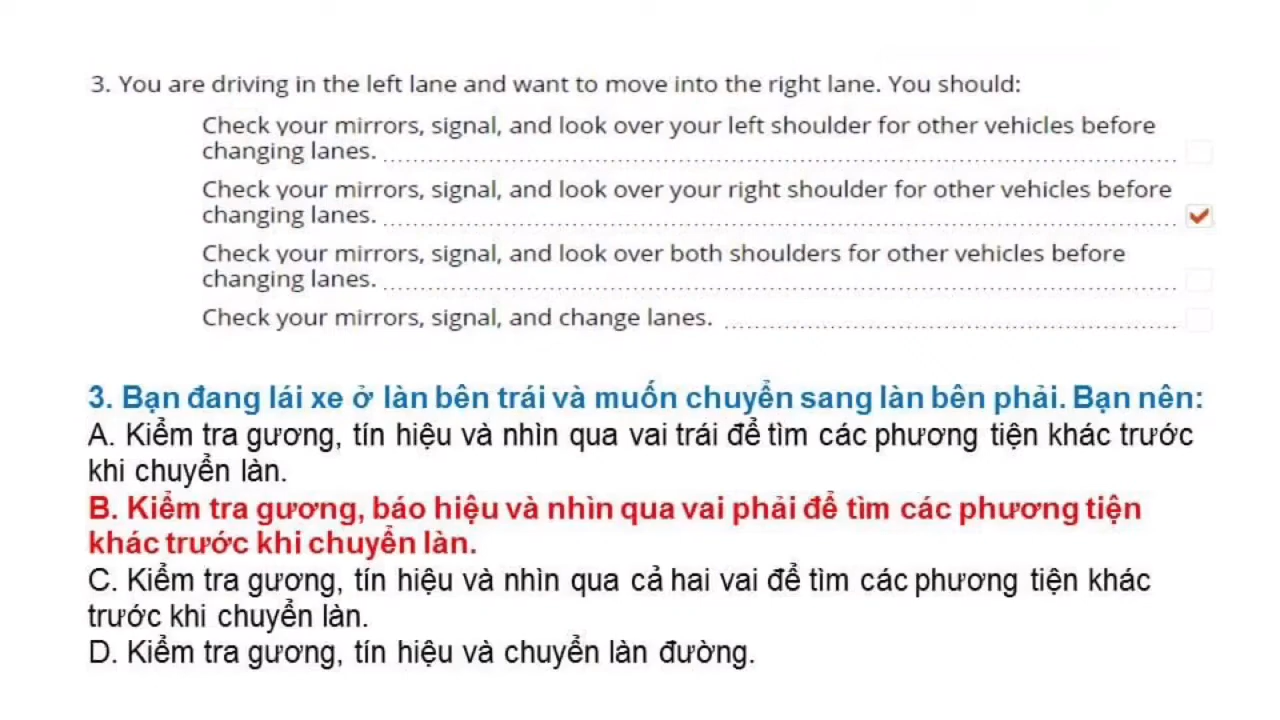 3. You are driving in the left lane and want to move into the right lane. You should:
Check your mirrors, signal, and look over your left shoulder for other vehicles before
changing lanes.
Check your mirrors, signal, and look over your right shoulder for other vehicles before
changing lanes.
Check your mirrors, signal, and look over both shoulders for other vehicles before
changing lanes.
Check your mirrors, signal, and change lanes.
3. Bạn đang lái xe ở làn bên trái và muốn chuyển sang làn bên phải. Bạn nên:
A. Kiểm tra gương, tín hiệu và nhìn qua vai trái để tìm các phương tiện khác trước
khi chuyển làn.
B. Kiểm tra gương, báo hiệu và nhìn qua vai phải để tìm các phương tiện
khác trước khi chuyển làn.
C. Kiểm tra gương, tín hiệu và nhìn qua cả hai vai để tìm các phương tiện khác
trước khi chuyển làn.
D. Kiểm tra gương, tín hiệu và chuyển làn đường.